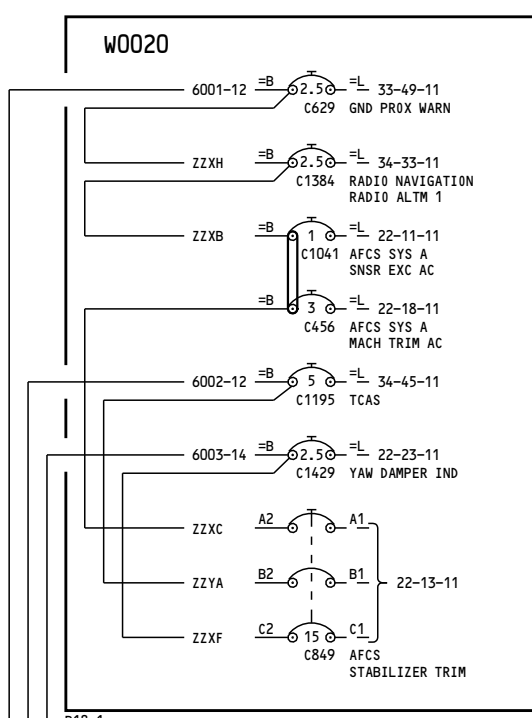 W0020
6001-12 =B 2.5 =L 33-49-11
C629 GND PROX WARN
ZZXH =B 2.5 =L 34-33-11
C1384 RADIO NAVIGATION
RADIO ALTM 1
ZZXB =B 1 =L 22-11-11
C1041 AFCS SYS A
SNSR EXC AC
=B 3 =L 22-18-11
C456 AFCS SYS A
MACH TRIM AC
6002-12 =B 5 =L 34-45-11
C1195 TCAS
6003-14 =B 2.5 =L 22-23-11
C1429 YAW DAMPER IND
ZZXC A2 A1
ZZYA B2 B1 22-13-11
ZZXF C2 15 C1
C849 AFCS
STABILIZER TRIM